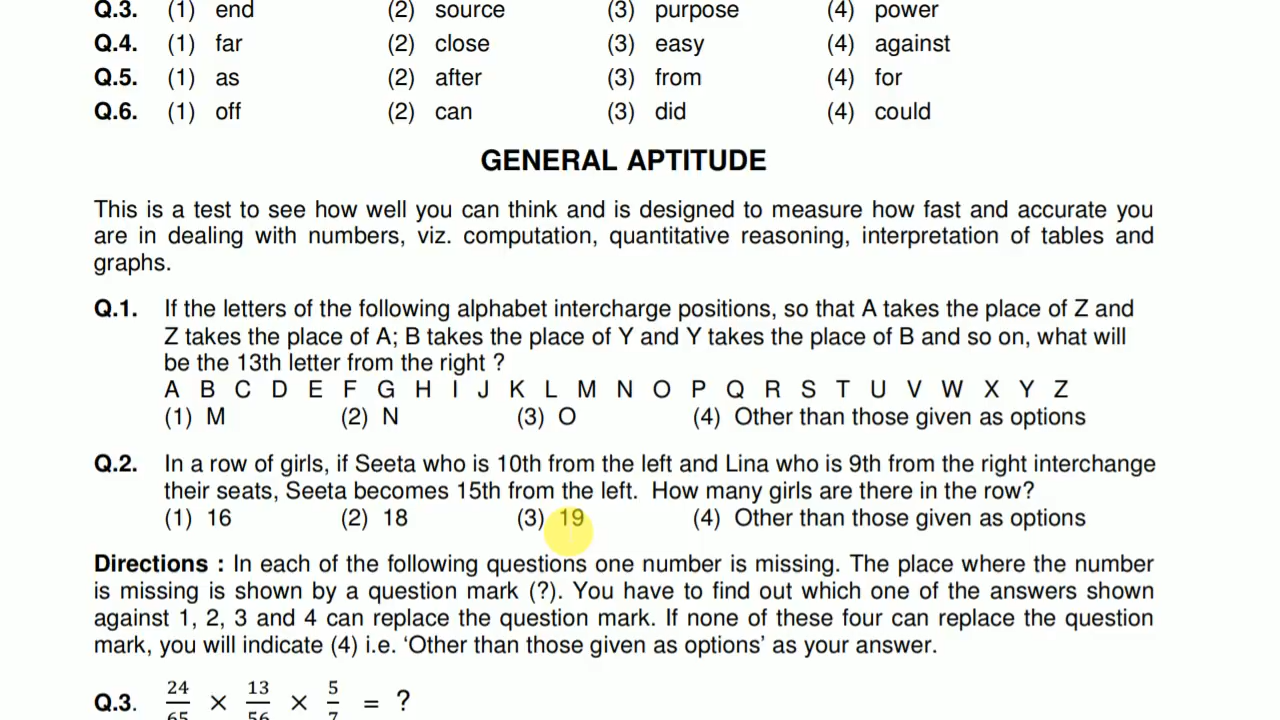 Q.3. (1) end (2) source (3) purpose (4) power
Q.4. (1) far (2) close (3) easy (4) against
Q.5. (1) as (2) after (3) from (4) for
Q.6. (1) off (2) can (3) did (4) could
GENERAL APTITUDE
This is a test to see how well you can think and is designed to measure how fast and accurate you
are in dealing with numbers, viz. computation, quantitative reasoning, interpretation of tables and
graphs.
Q.1. If the letters of the following alphabet intercharge positions, so that A takes the place of Z and
Z takes the place of A; B takes the place of Y and Y takes the place of B and so on, what will
be the 13th letter from the right ?
A B C D E F G H I J K L M N O P Q R S T U V W X Y Z
(1) M (2) N (3) O (4) Other than those given as options
Q.2. In a row of girls, if Seeta who is 10th from the left and Lina who is 9th from the right interchange
their seats, Seeta becomes 15th from the left. How many girls are there in the row?
(1) 16 (2) 18 (3) 19 (4) Other than those given as options
Directions : In each of the following questions one number is missing. The place where the number
is missing is shown by a question mark (?). You have to find out which one of the answers shown
against 1, 2, 3 and 4 can replace the question mark. If none of these four can replace the question
mark, you will indicate (4) i.e. ‘Other than those given as options’ as your answer.
Q.3. 24/65 × 13/56 × 5/7 = ?